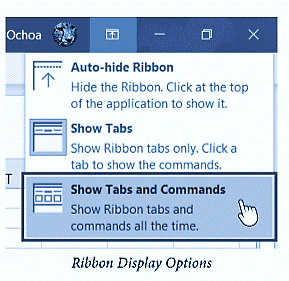 Ochoa
Auto-hide Ribbon
Hide the Ribbon. Click at the top
of the application to show it.
Show Tabs
Show Ribbon tabs only. Click a
tab to show the commands.
T
Show Tabs and Commands
Show Ribbon tabs and
commands all the time.
Ribbon Display Options